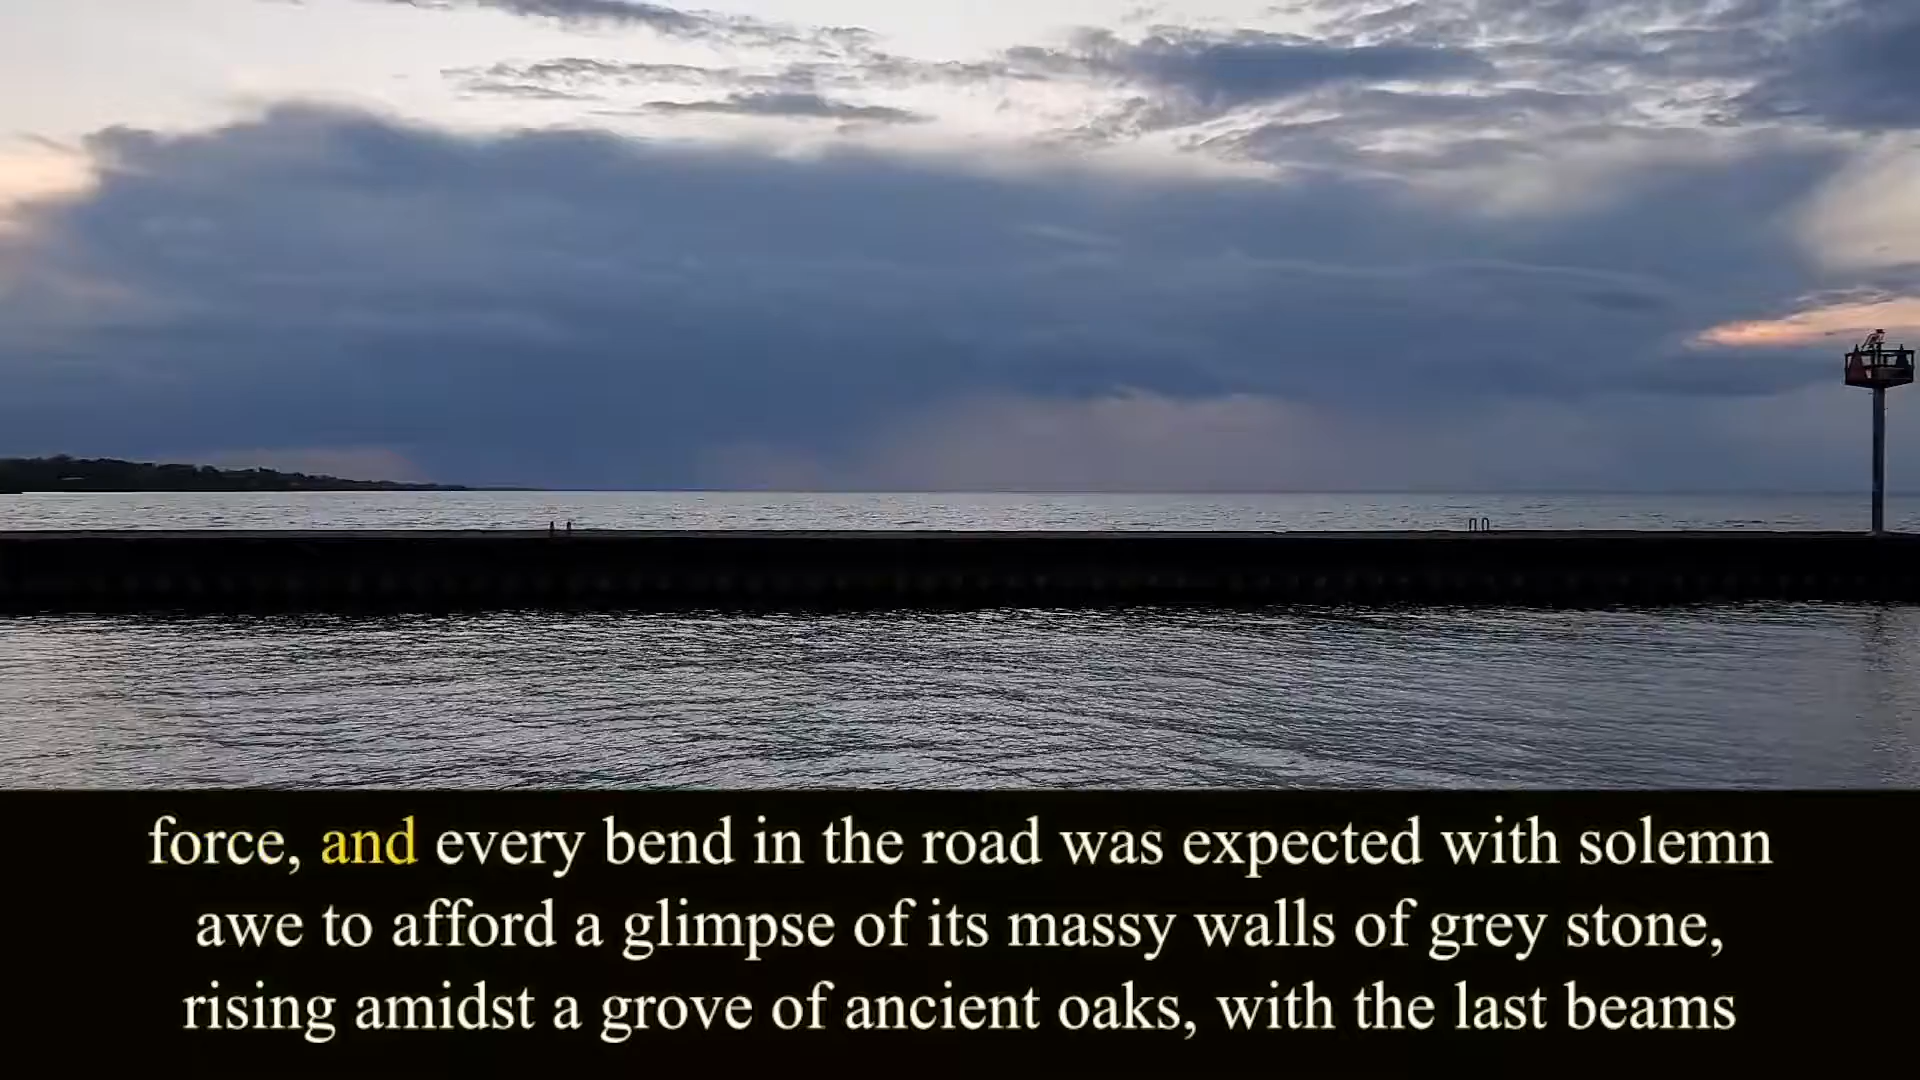 force, and every bend in the road was expected with solemn
awe to afford a glimpse of its massy walls of grey stone,
rising amidst a grove of ancient oaks, with the last beams